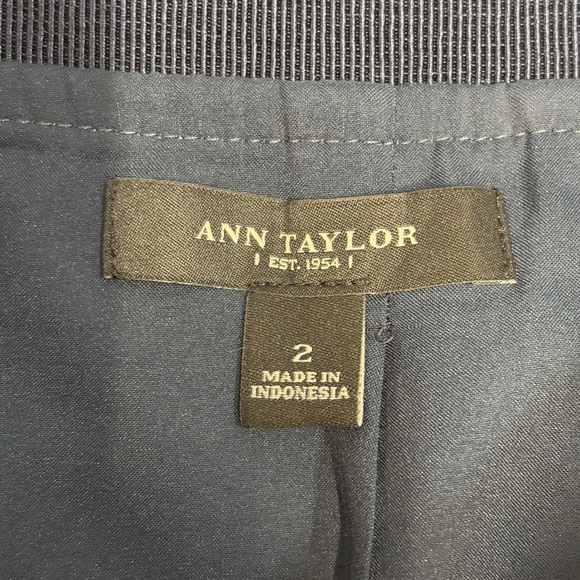 ANN TAYLOR
EST. 1954
2
MADE IN
INDONESIA